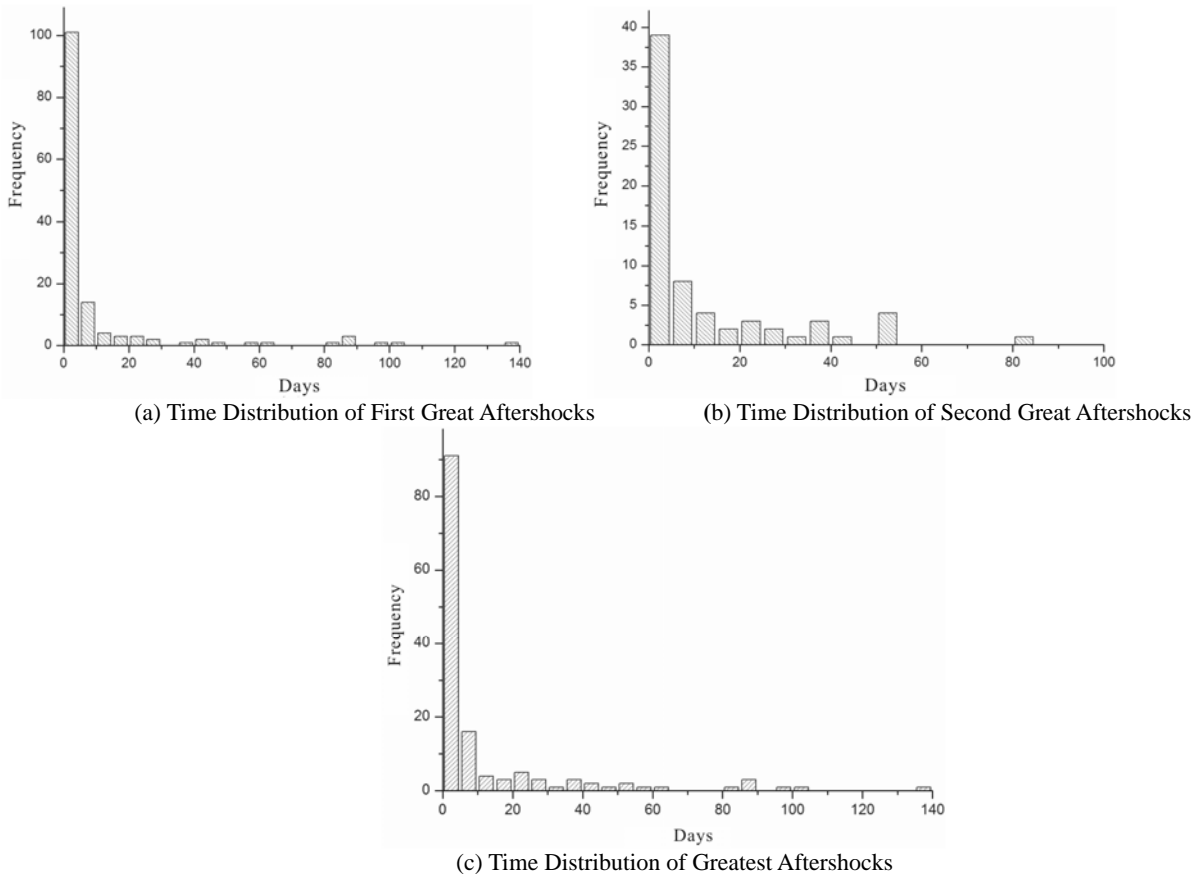 100
80
60
40
20
0
Frequency
0 20 40 60 80 100 120 140
Days
(a) Time Distribution of First Great Aftershocks
40
35
30
25
20
15
10
5
0
Frequency
0 20 40 60 80 100
Days
(b) Time Distribution of Second Great Aftershocks
80
60
40
20
0
Frequency
0 20 40 60 80 100 120 140
Days
(c) Time Distribution of Greatest Aftershocks